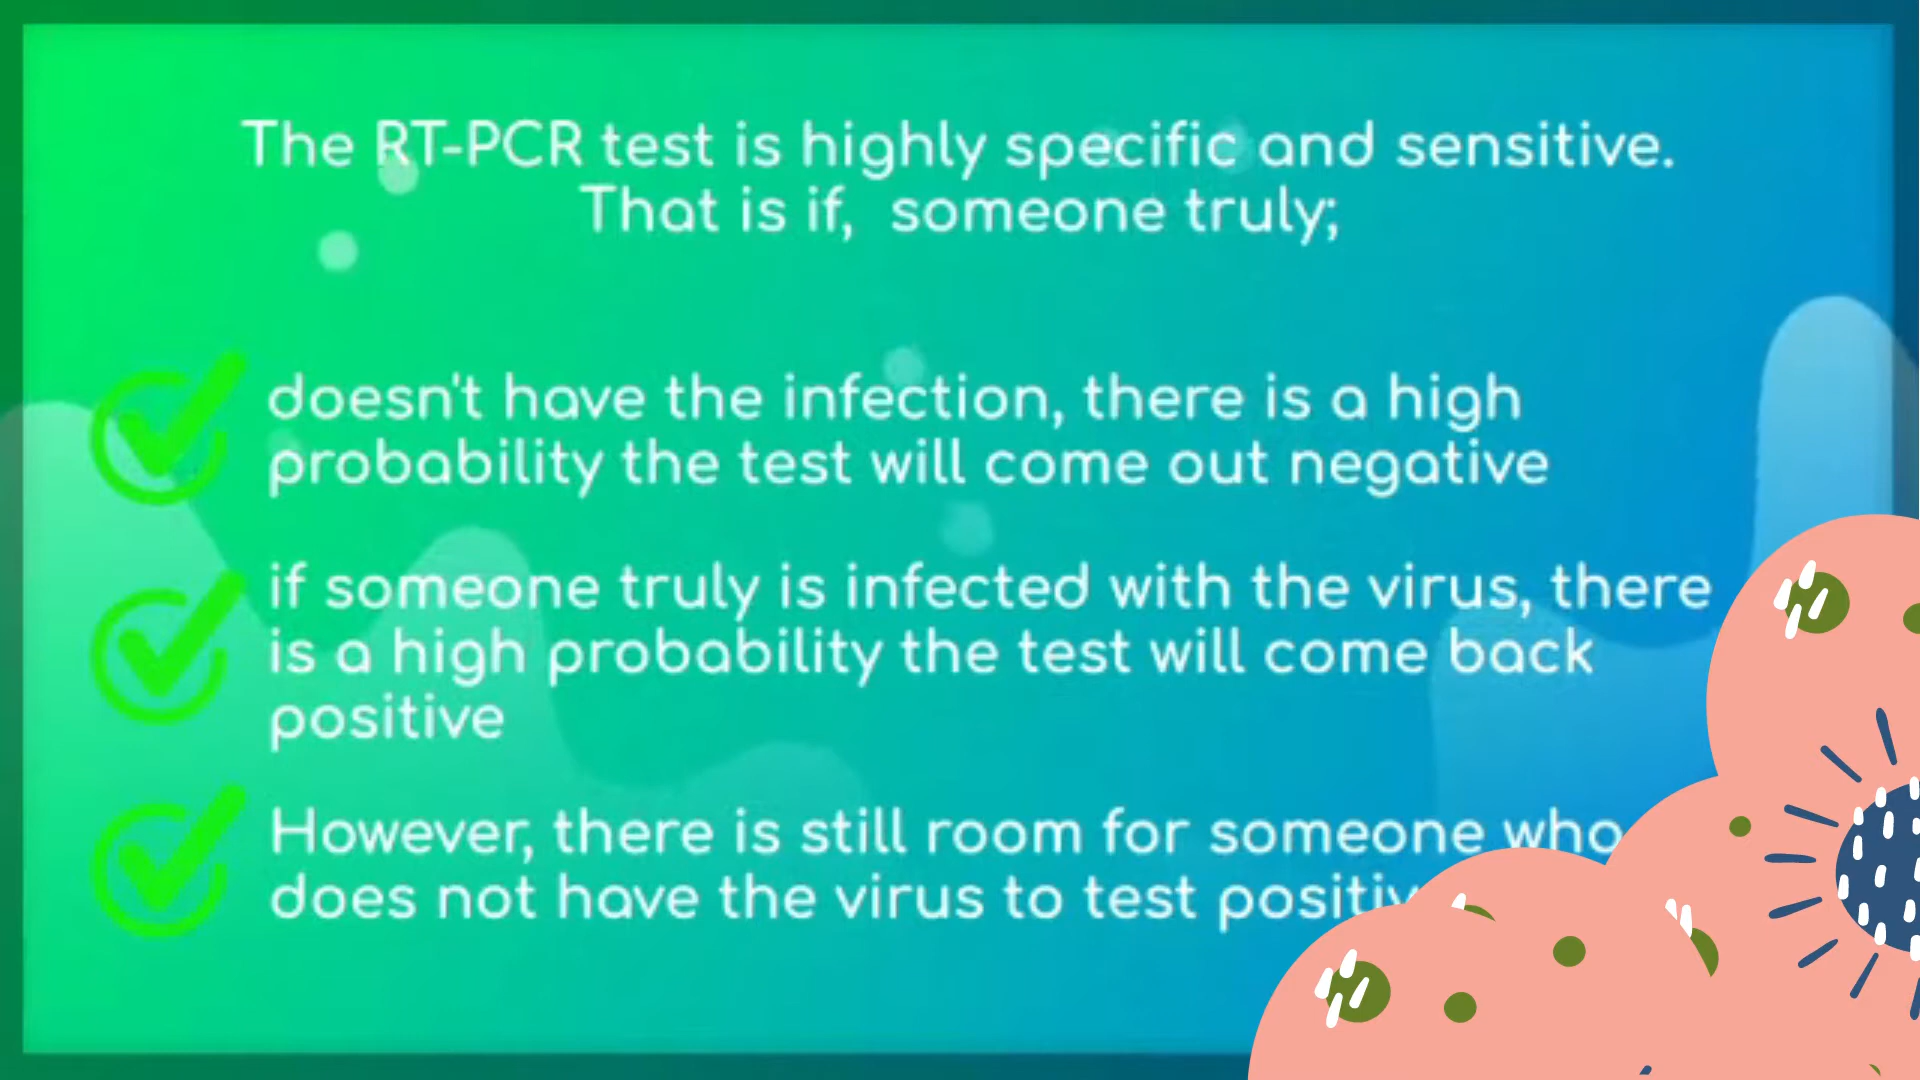 The RT-PCR test is highly specific and sensitive.
That is if, someone truly;
doesn't have the infection, there is a high
probability the test will come out negative
if someone truly is infected with the virus, there
is a high probability the test will come back
positive
However, there is still room for someone who
does not have the virus to test